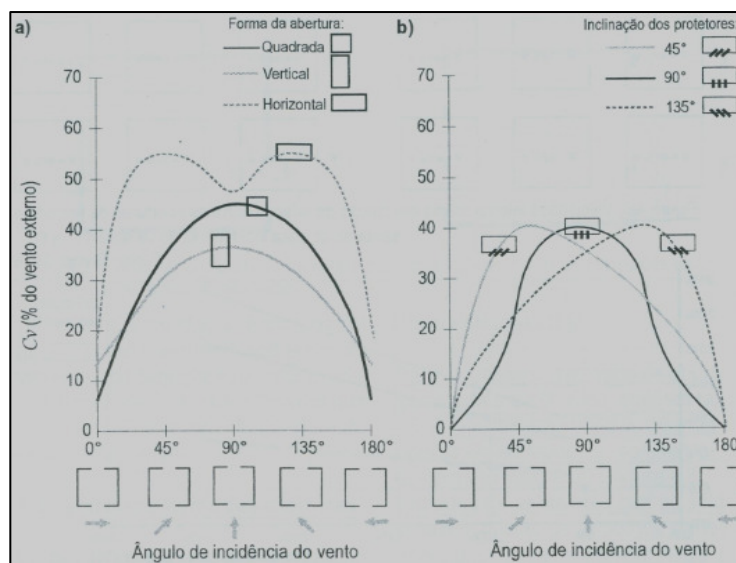 a)
Forma da abertura:
Quadrada
Vertical
Horizontal
70
60
50
40
30
20
10
0
Cv (% do vento externo)
0° 45° 90° 135° 180°
Ângulo de incidência do vento
b)
Inclinação dos protetores:
45°
90°
135°
70
60
50
40
30
20
10
0
0° 45° 90° 135° 180°
Ângulo de incidência do vento